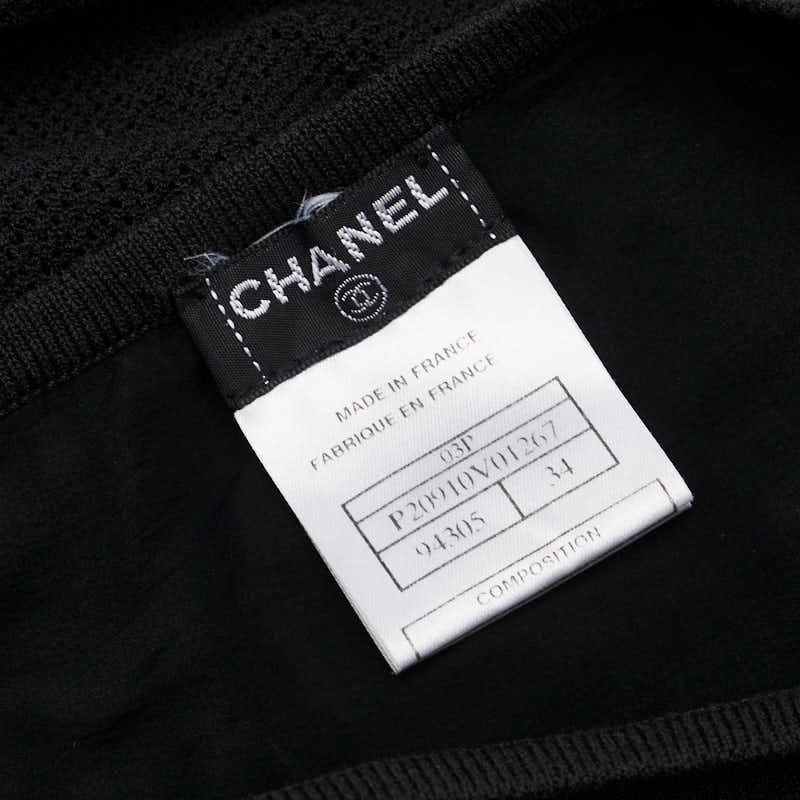 CHANEL
MADE IN FRANCE
FABRIQUE EN FRANCE
03P
P20910V01267
94305 34
COMPOSITION